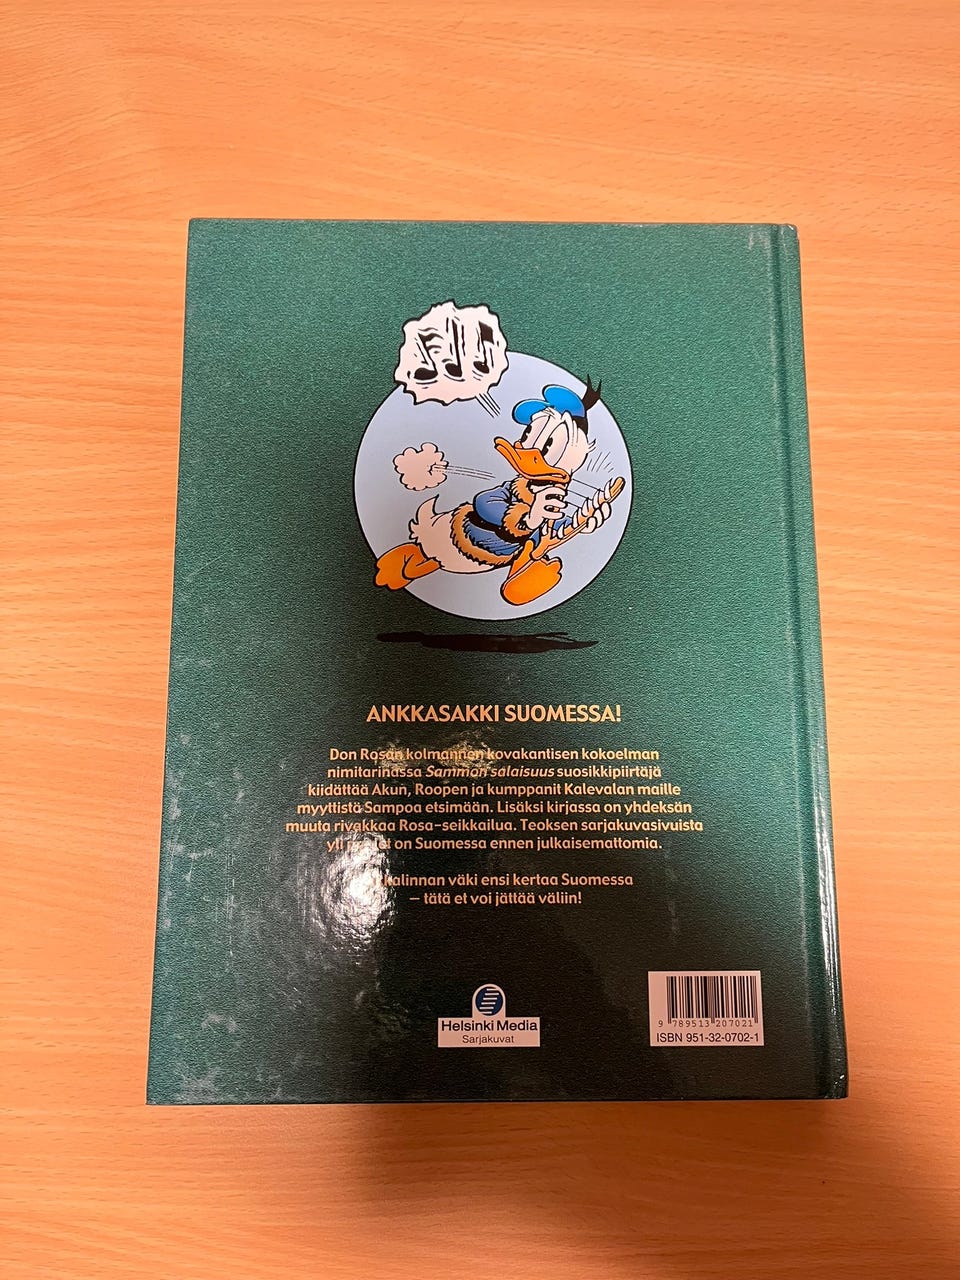 ANKKASAKKI SUOMESSA!
Don Rosan kolmannen kovakantisen kokoelman
nimitarinassa Sammon salaisuus suosikkipiirtäjä
kiidättää Akun, Roopen ja kumppanit Kalevalan maille
myyttistä Sampoa etsimään. Lisäksi kirjassa on yhdeksän
muuta rivakkaa Rosa-seikkailua. Teoksen sarjakuvasivuista
yli on Suomessa ennen julkaisemattomia.
väki ensi kertaa Suomessa
– tätä et voi jättää väliin!
Helsinki Media
Sarjakuvat
9 789513 207021
ISBN 951-32-0702-1